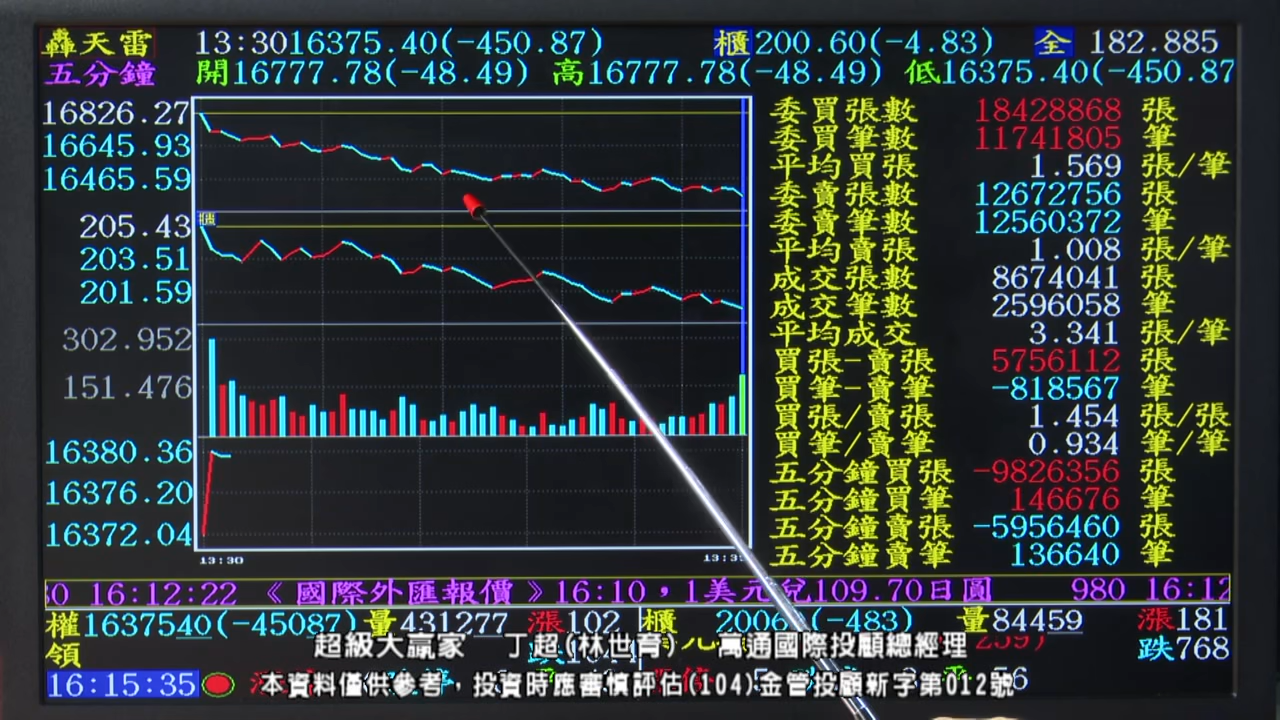 轟天雷 13:30 16375.40(-450.87) 櫃200.60(-4.83) 全 182.885
五分鐘 開16777.78(-48.49) 高16777.78(-48.49) 低16375.40(-450.87
16826.27
16645.93
16465.59
205.43 櫃
203.51
201.59
302.952
151.476
16380.36
16376.20
16372.04
13:30
委買張數 18428868 張
委買筆數 11741805 筆
平均買張 1.569 張/筆
委賣張數 12672756 張
委賣筆數 12560372 筆
平均賣張 1.008 張/筆
成交張數 8674041 張
成交筆數 2596058 筆
平均成交 3.341 張/筆
買張-賣張 5756112 張
買筆-賣筆 -818567 筆
買張/賣張 1.454 張/張
買筆/賣筆 0.934 筆/筆
五分鐘買張 -9826356 張
五分鐘買筆 146676 筆
五分鐘賣張 -5956460 張
五分鐘賣筆 136640 筆
16:12:22 《國際外匯報價》16:10，1美元兌109.70日圓 980 16:12
權1637540(-45087)量431277 漲102 櫃 (-483) 量84459 漲181
領 跌768
超級大贏家 丁超(林世育) 萬通國際投顧總經理
16:15:35
本資料僅供參考，投資時應審慎評估(104)金管投顧新字第012號